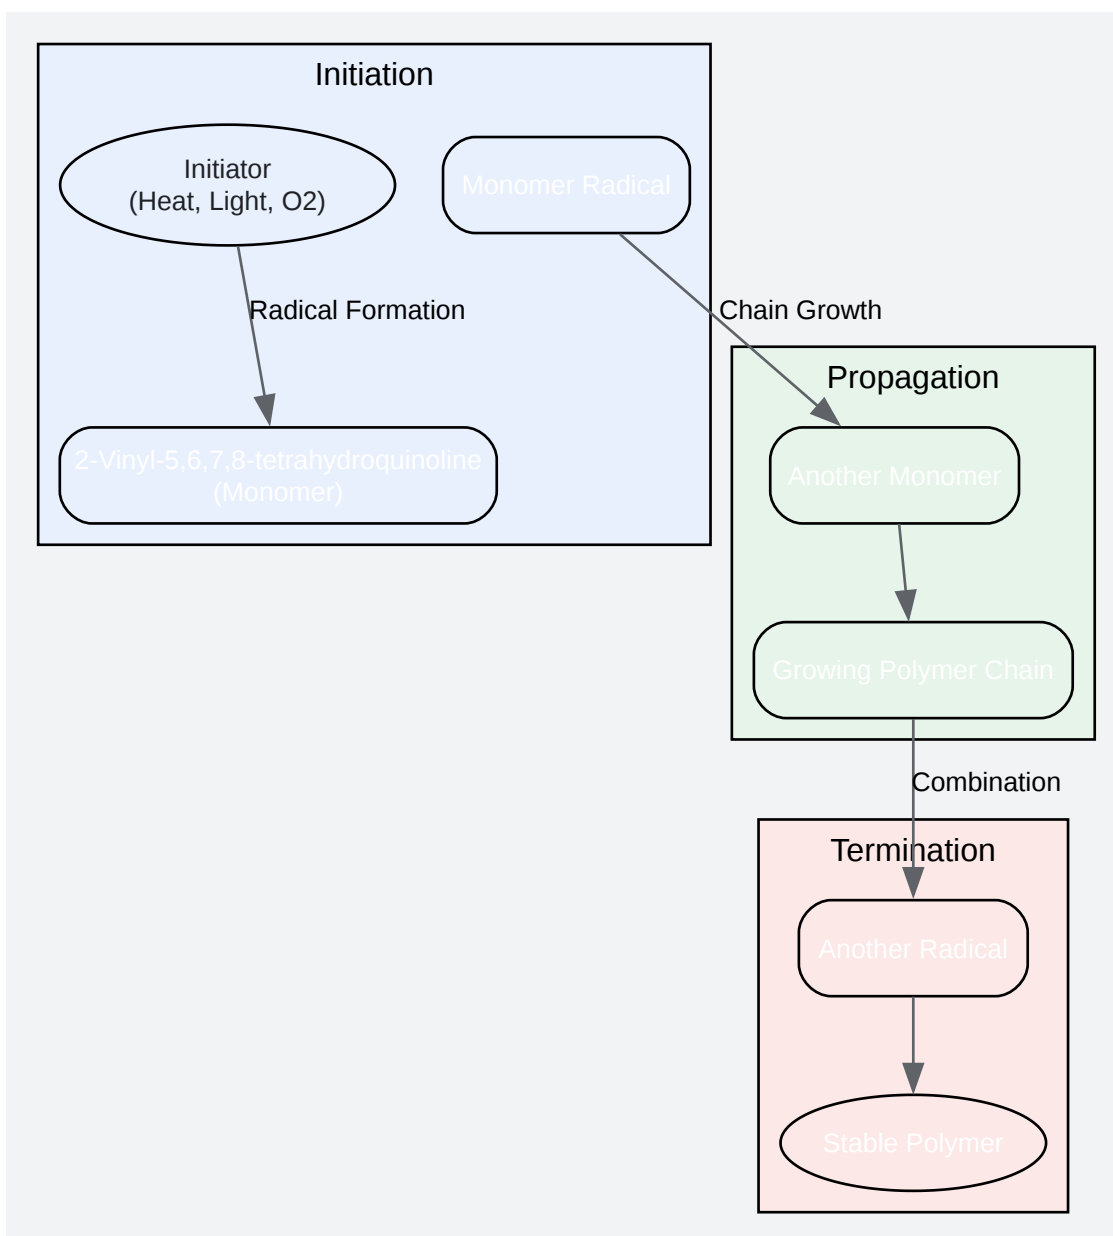 Initiation
Initiator
(Heat, Light, O2)
Monomer Radical
Radical Formation
Chain Growth
2-Vinyl-5,6,7,8-tetrahydroquinoline
(Monomer)
Propagation
Another Monomer
Growing Polymer Chain
Combination
Termination
Another Radical
Stable Polymer